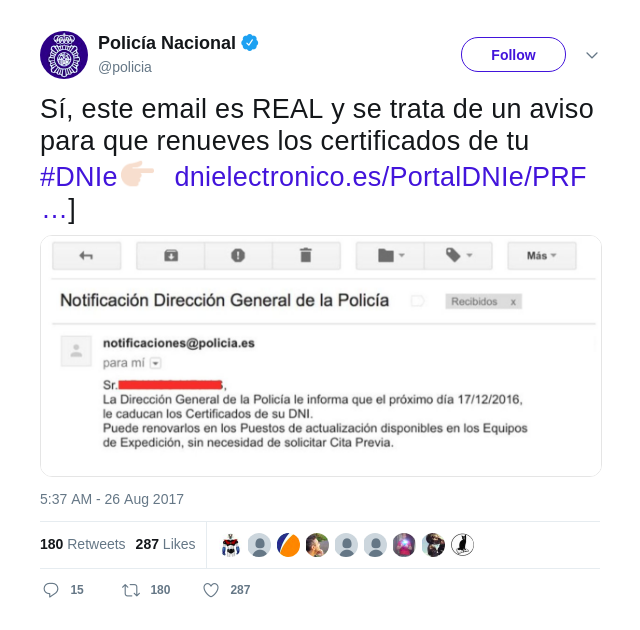 Policía Nacional
@policia
Follow
Sí, este email es REAL y se trata de un aviso
para que renueves los certificados de tu
#DNIe dnielectronico.es/PortalDNIe/PRF
…]
Más
Notificación Dirección General de la Policía
Recibidos x
notificaciones@policia.es
para mí
Sr. ,
La Dirección General de la Policía le informa que el próximo día 17/12/2016,
le caducan los Certificados de su DNI.
Puede renovarlos en los Puestos de actualización disponibles en los Equipos
de Expedición, sin necesidad de solicitar Cita Previa.
5:37 AM - 26 Aug 2017
180 Retweets 287 Likes
15 180 287